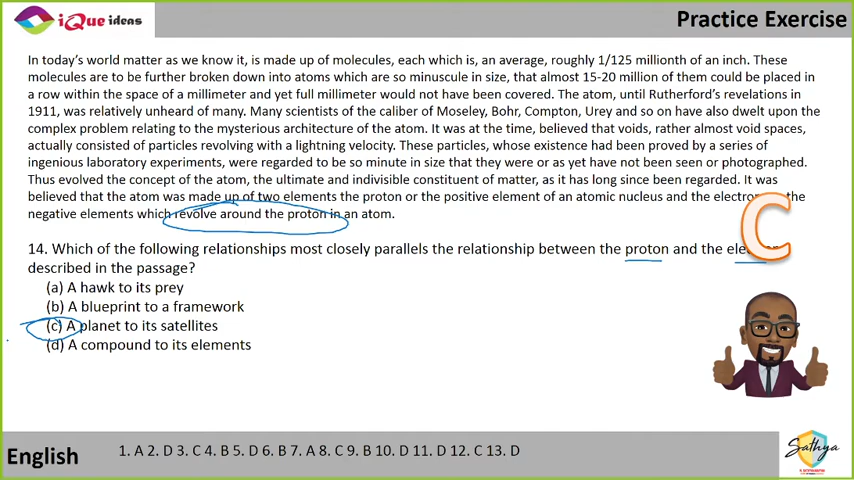 iQue ideas
Practice Exercise
In today's world matter as we know it, is made up of molecules, each which is, an average, roughly 1/125 millionth of an inch. These
molecules are to be further broken down into atoms which are so minuscule in size, that almost 15-20 million of them could be placed in
a row within the space of a millimeter and yet full millimeter would not have been covered. The atom, until Rutherford's revelations in
1911, was relatively unheard of many. Many scientists of the caliber of Moseley, Bohr, Compton, Urey and so on have also dwelt upon the
complex problem relating to the mysterious architecture of the atom. It was at the time, believed that voids, rather almost void spaces,
actually consisted of particles revolving with a lightning velocity. These particles, whose existence had been proved by a series of
ingenious laboratory experiments, were regarded to be so minute in size that they were or as yet have not been seen or photographed.
Thus evolved the concept of the atom, the ultimate and indivisible constituent of matter, as it has long since been regarded. It was
believed that the atom was made up of two elements the proton or the positive element of an atomic nucleus and the the
negative elements which revolve around the proton in an atom.
C
14. Which of the following relationships most closely parallels the relationship between the proton and the
described in the passage?
(a) A hawk to its prey
(b) A blueprint to a framework
(c) A planet to its satellites
(d) A compound to its elements
English
1. A 2. D 3. C 4. B 5. D 6. B 7. A 8. C 9. B 10. D 11. D 12. C 13. D
Sathya